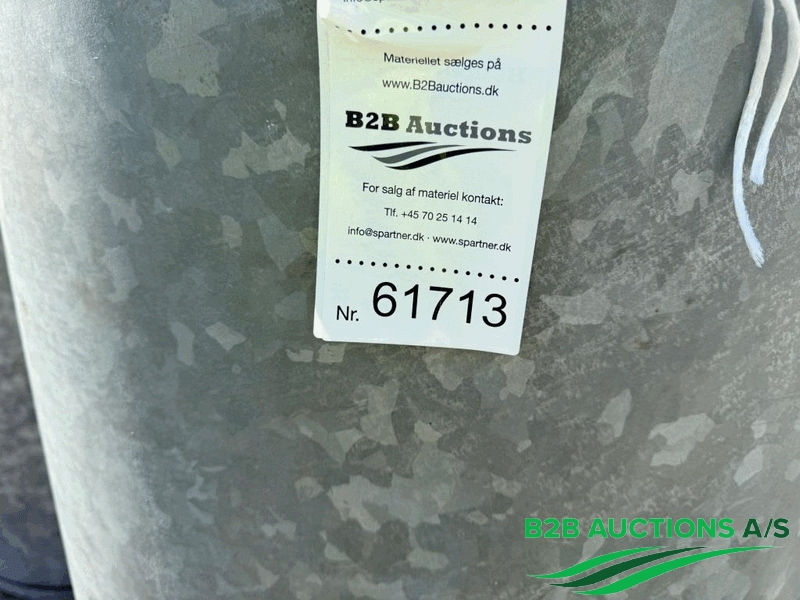 Materiellet sælges på
www.B2Bauctions.dk
B2B Auctions
For salg af materiel kontakt:
Tlf. +45 70 25 14 14
info@spartner.dk · www.spartner.dk
Nr. 61713
B2B AUCTIONS A/S